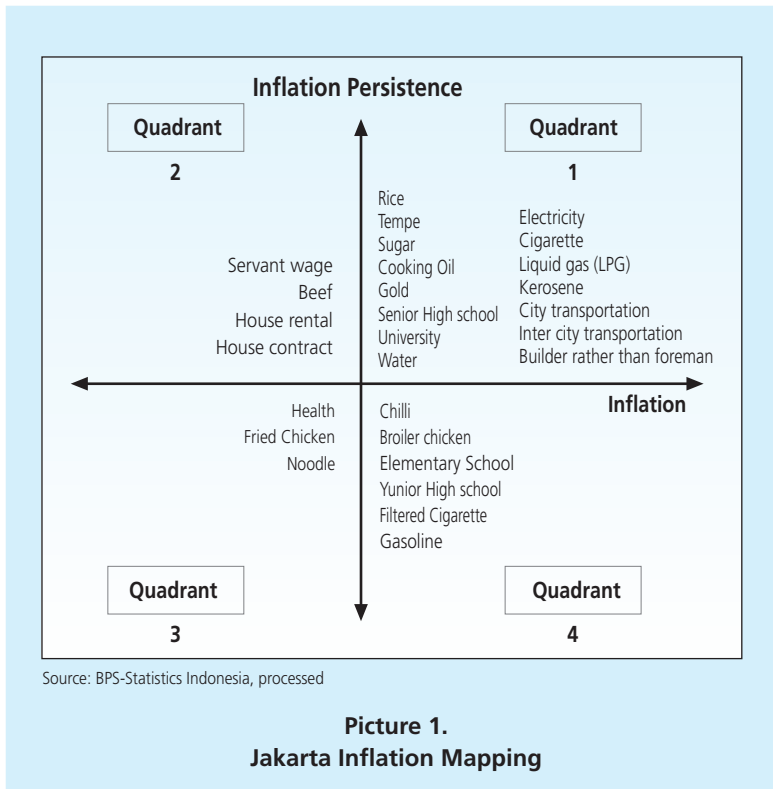 Inflation Persistence
Quadrant
2
Quadrant
1
Servant wage
Beef
House rental
House contract
Rice
Tempe
Sugar
Cooking Oil
Gold
Senior High school
University
Water
Electricity
Cigarette
Liquid gas (LPG)
Kerosene
City transportation
Inter city transportation
Builder rather than foreman
Inflation
Health
Fried Chicken
Noodle
Chilli
Broiler chicken
Elementary School
Yunior High school
Filtered Cigarette
Gasoline
Quadrant
3
Quadrant
4
Source: BPS-Statistics Indonesia, processed
Picture 1.
Jakarta Inflation Mapping